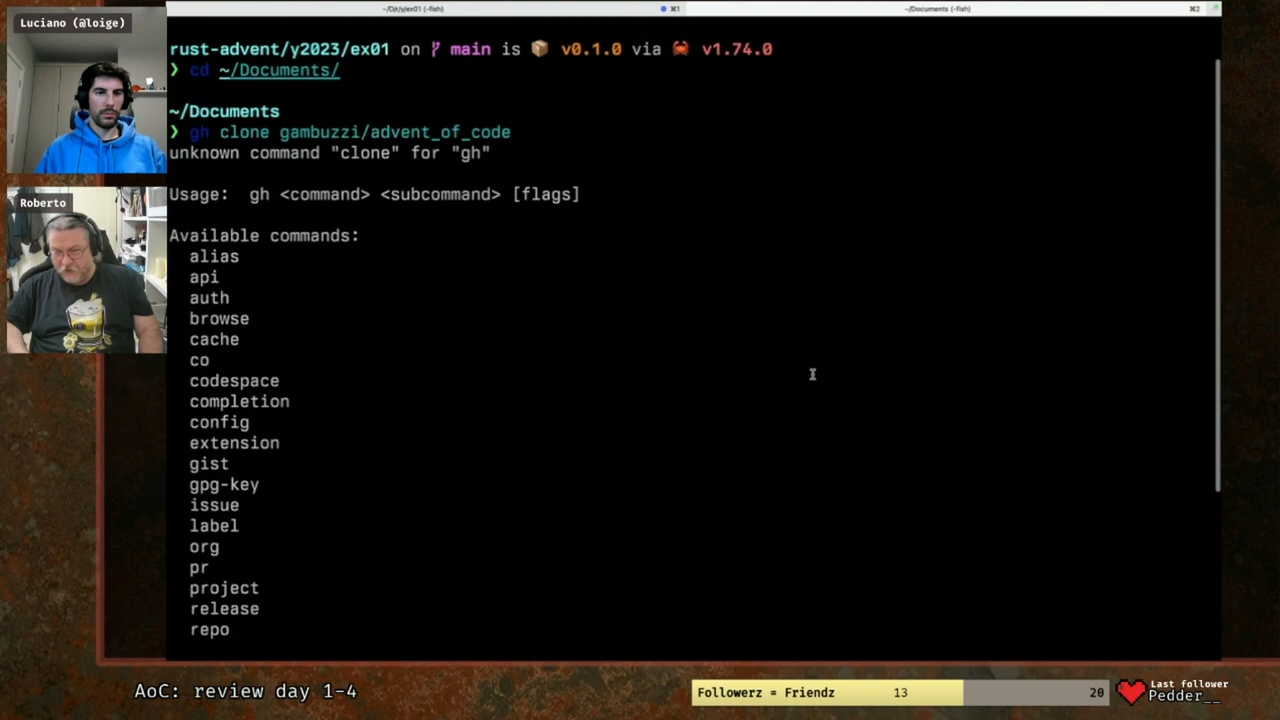 ~/D/r/y/ex01 (-fish)
⌘1
~/Documents (-fish)
⌘2
Luciano (@loige)
rust-advent/y2023/ex01 on main is 📦 v0.1.0 via 🦀 v1.74.0
❯ cd ~/Documents/
~/Documents
❯ gh clone gambuzzi/advent_of_code
unknown command "clone" for "gh"
Usage:  gh <command> <subcommand> [flags]
Roberto
Available commands:
alias
api
auth
browse
cache
co
codespace
completion
config
extension
gist
gpg-key
issue
label
org
pr
project
release
repo
AoC: review day 1-4
Followerz = Friendz 13 20
Last follower
Pedder__